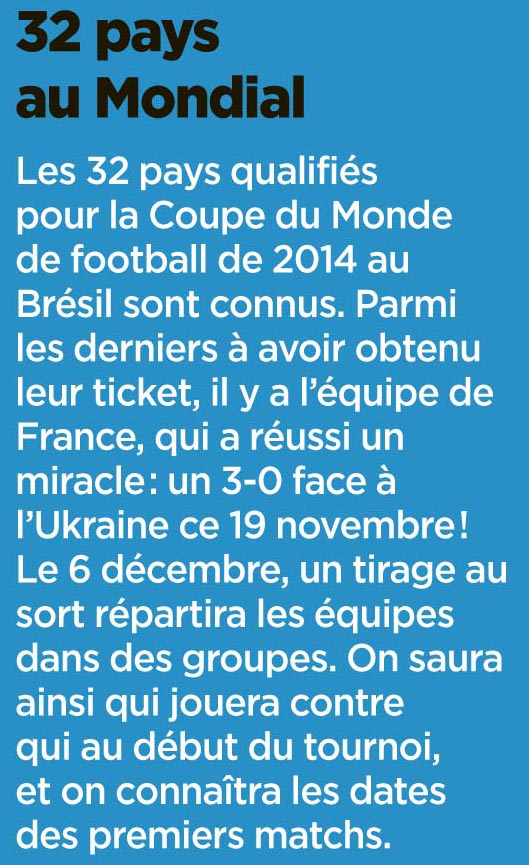 32 pays
au Mondial
Les 32 pays qualifiés
pour la Coupe du Monde
de football de 2014 au
Brésil sont connus. Parmi
les derniers à avoir obtenu
leur ticket, il y a l’équipe de
France, qui a réussi un
miracle : un 3-0 face à
l’Ukraine ce 19 novembre !
Le 6 décembre, un tirage au
sort répartira les équipes
dans des groupes. On saura
ainsi qui jouera contre
qui au début du tournoi,
et on connaîtra les dates
des premiers matchs.